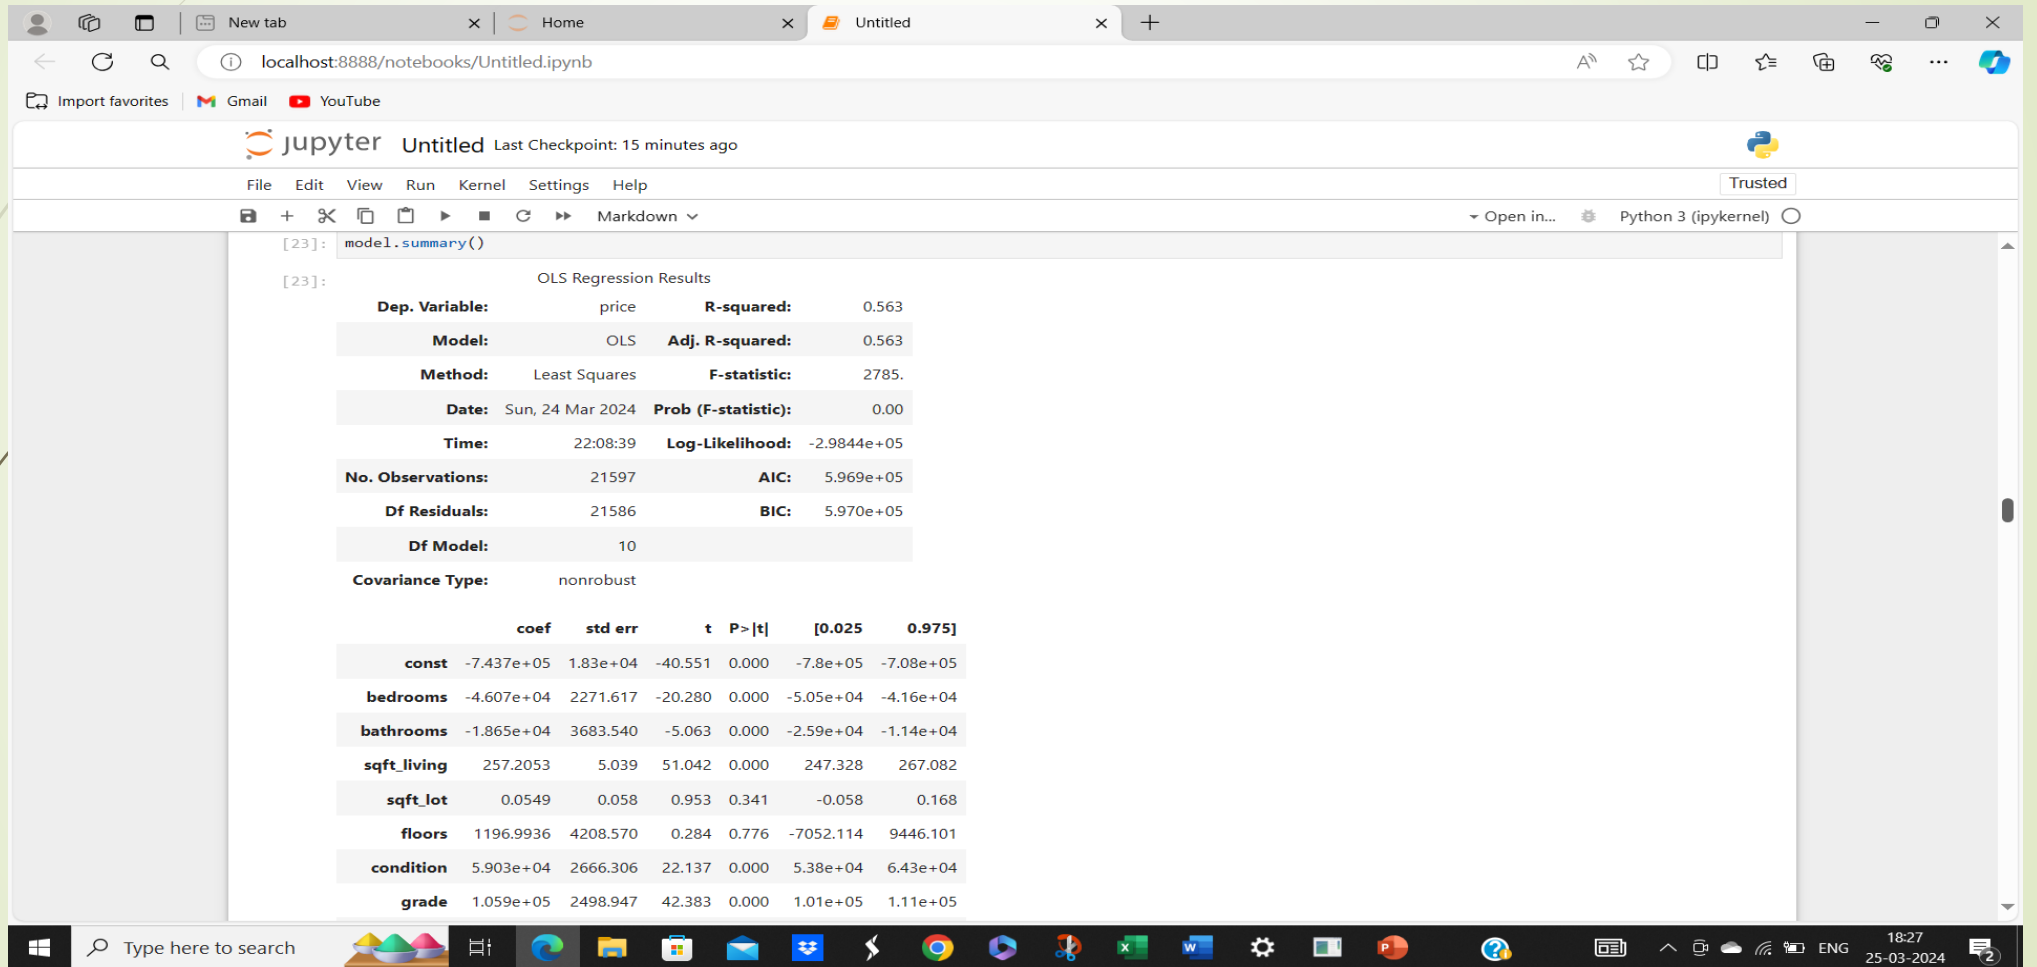 New tab
Home
Untitled
localhost:8888/notebooks/Untitled.ipynb
Import favorites Gmail YouTube
jupyter Untitled Last Checkpoint: 15 minutes ago
File Edit View Run Kernel Settings Help Trusted
Markdown Open in... Python 3 (ipykernel)
[23]: model.summary()
[23]: OLS Regression Results
Dep. Variable: price R-squared: 0.563
Model: OLS Adj. R-squared: 0.563
Method: Least Squares F-statistic: 2785.
Date: Sun, 24 Mar 2024 Prob (F-statistic): 0.00
Time: 22:08:39 Log-Likelihood: -2.9844e+05
No. Observations: 21597 AIC: 5.969e+05
Df Residuals: 21586 BIC: 5.970e+05
Df Model: 10
Covariance Type: nonrobust
coef std err t P>|t| [0.025 0.975]
const -7.437e+05 1.83e+04 -40.551 0.000 -7.8e+05 -7.08e+05
bedrooms -4.607e+04 2271.617 -20.280 0.000 -5.05e+04 -4.16e+04
bathrooms -1.865e+04 3683.540 -5.063 0.000 -2.59e+04 -1.14e+04
sqft_living 257.2053 5.039 51.042 0.000 247.328 267.082
sqft_lot 0.0549 0.058 0.953 0.341 -0.058 0.168
floors 1196.9936 4208.570 0.284 0.776 -7052.114 9446.101
condition 5.903e+04 2666.306 22.137 0.000 5.38e+04 6.43e+04
grade 1.059e+05 2498.947 42.383 0.000 1.01e+05 1.11e+05
Type here to search
ENG
18:27
25-03-2024
2